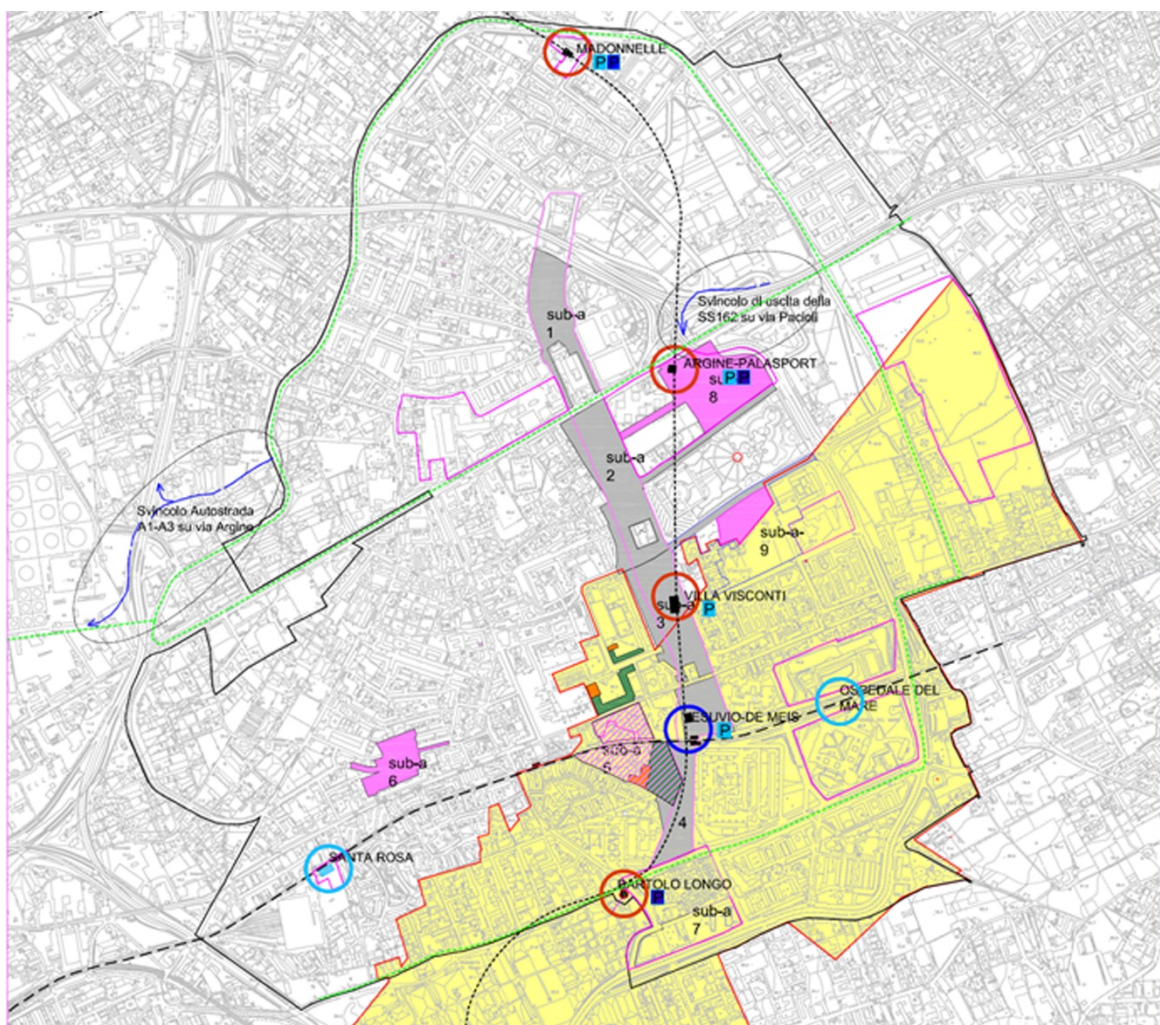 MADONNELLE
P P
sub-a
1
Svincolo di uscita della
SS162 su via Pacioli
ARGINE-PALASPORT
P P
8
sub-a
2
Svincolo Autostrada
A1-A3 su via Argine
sub-a-
9
VILLA VISCONTI
P
sub-a
3
OSPEDALE DEL
MARE
ESUVIO-DE MEIS
P
sub-a
sub-a
6
4
SANTA ROSA
BARTOLO LONGO
P
sub-a
7